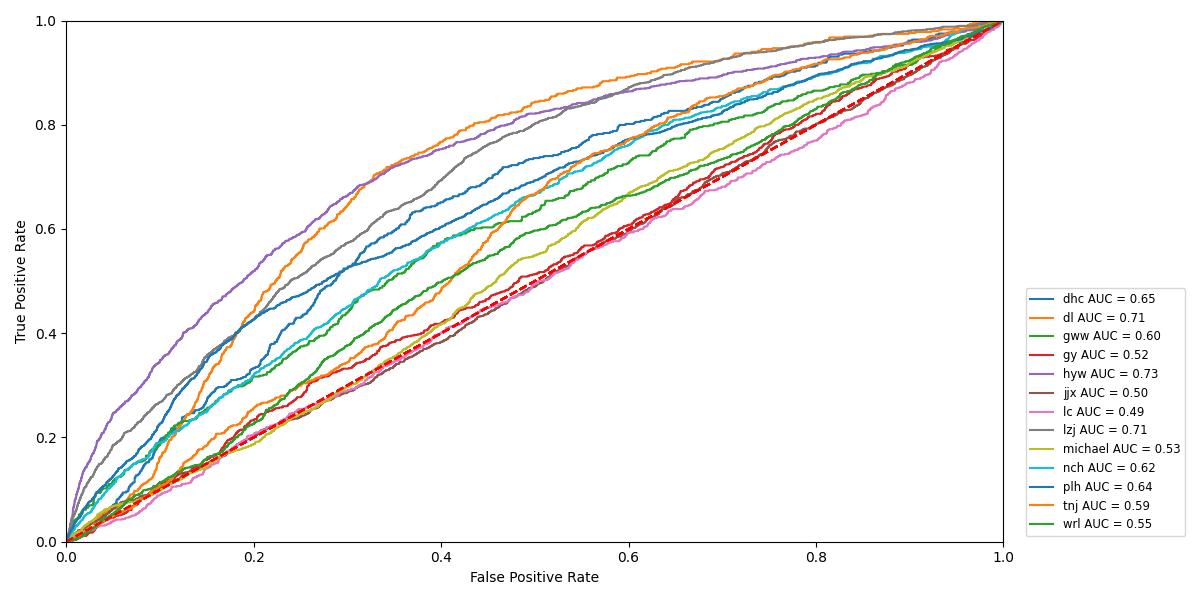 1.0
0.8
0.6
0.4
0.2
0.0
True Positive Rate
0.0 0.2 0.4 0.6 0.8 1.0
False Positive Rate
dhc AUC = 0.65
dl AUC = 0.71
gww AUC = 0.60
gy AUC = 0.52
hyw AUC = 0.73
jjx AUC = 0.50
lc AUC = 0.49
lzj AUC = 0.71
michael AUC = 0.53
nch AUC = 0.62
plh AUC = 0.64
tnj AUC = 0.59
wrl AUC = 0.55